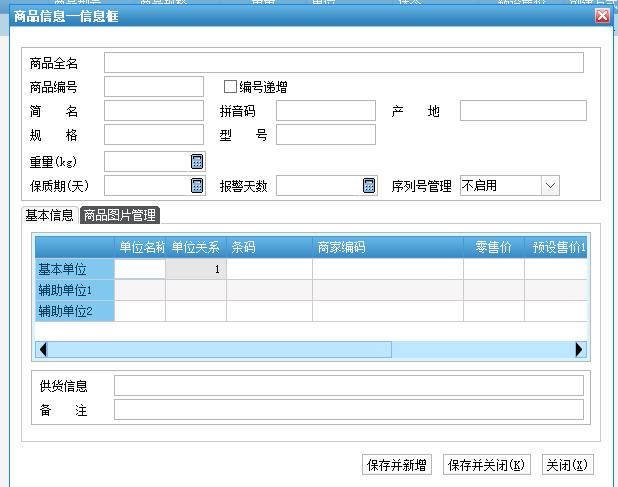 商品信息—信息框
商品全名
商品编号 编号递增
简 名 拼音码 产 地
规 格 型 号
重量(kg)
保质期(天) 报警天数 序列号管理 不启用
基本信息 商品图片管理
单位名称 单位关系 条码 商家编码 零售价 预设售价1
基本单位 1
辅助单位1
辅助单位2
供货信息
备 注
保存并新增 保存并关闭(K) 关闭(X)